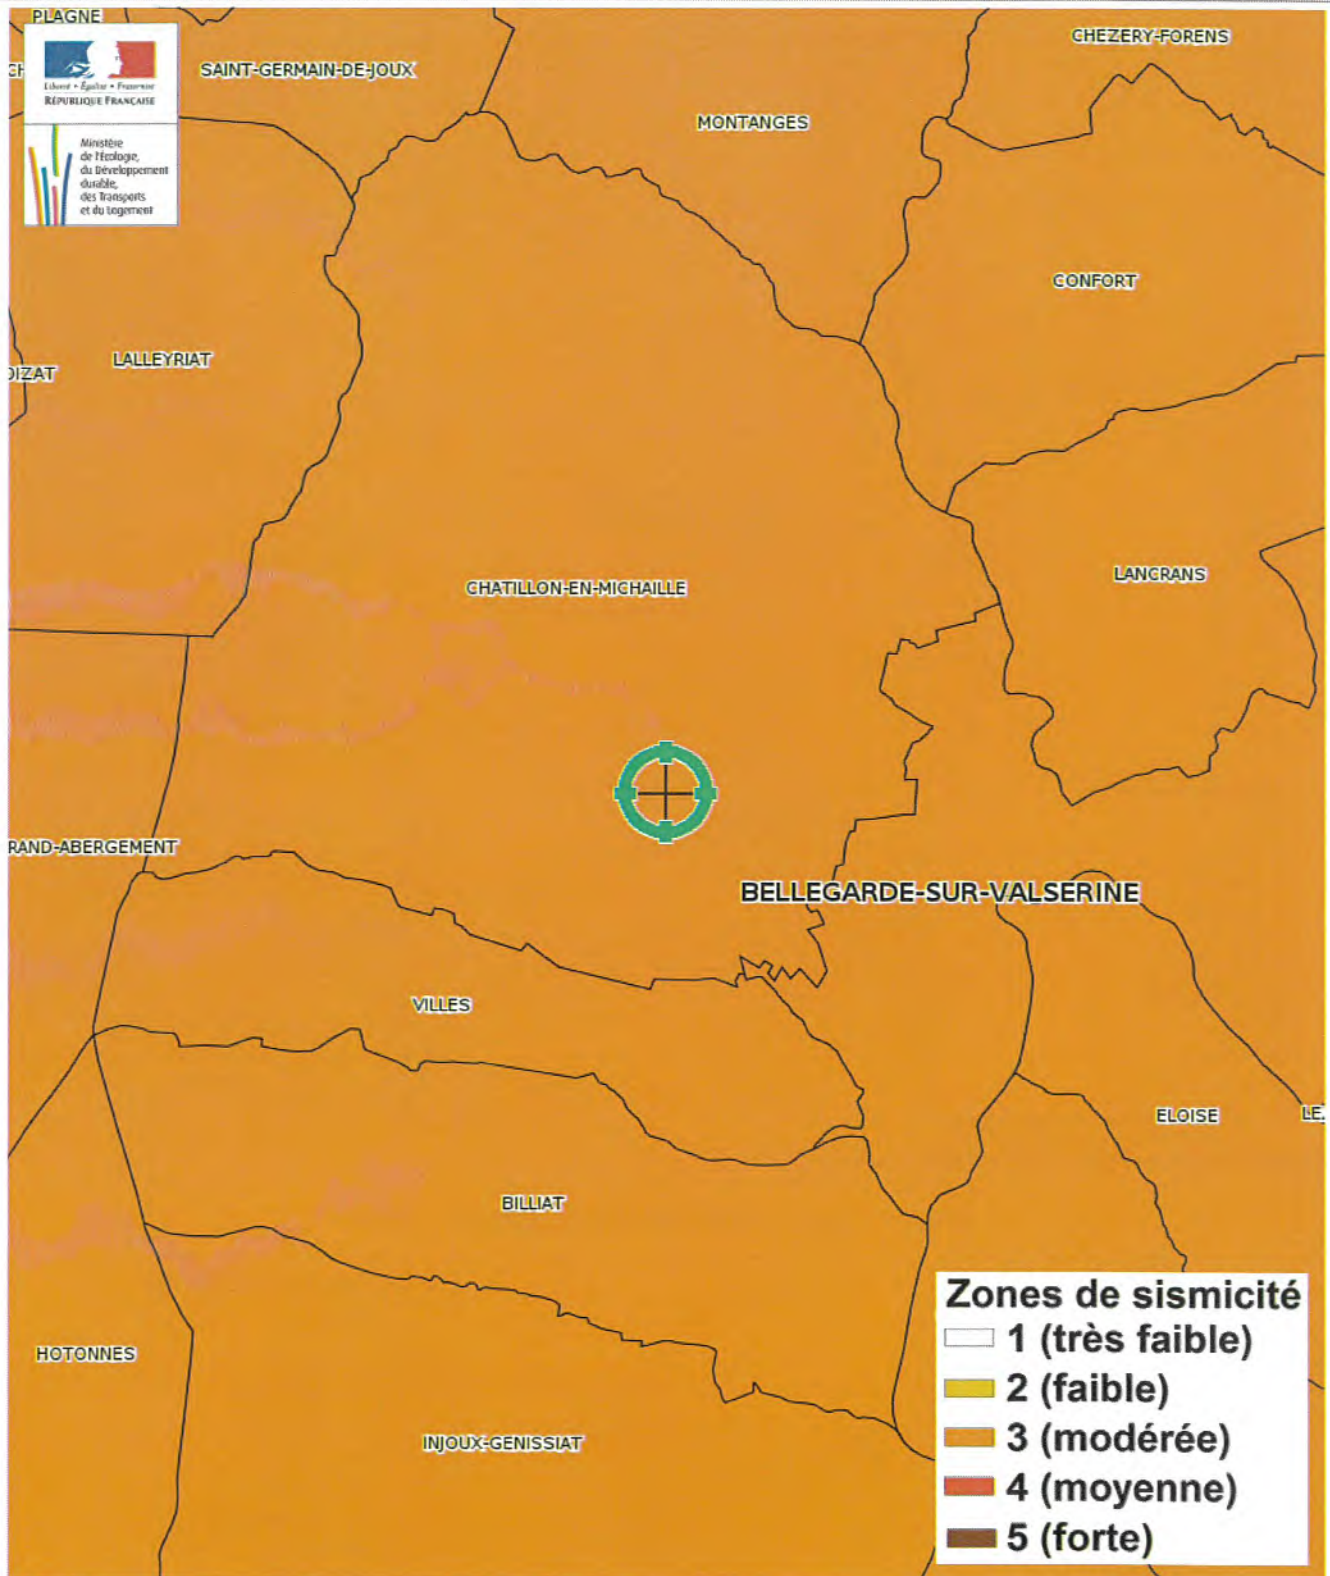 PLAGNE
CH
SAINT-GERMAIN-DE-JOUX
CHEZERY-FORENS
Liberté • Égalité • Fraternité
RÉPUBLIQUE FRANÇAISE
MONTANGES
Ministère
de l'Écologie,
du Développement
durable,
des Transports
et du Logement
CONFORT
LALLEYRIAT
OIZAT
CHATILLON-EN-MICHAILLE
LANCRANS
RAND-ABERGEMENT
BELLEGARDE-SUR-VALSERINE
VILLES
ELOISE
LE
BILLIAT
HOTONNES
INJOUX-GENISSIAT
Zones de sismicité
1 (très faible)
2 (faible)
3 (modérée)
4 (moyenne)
5 (forte)